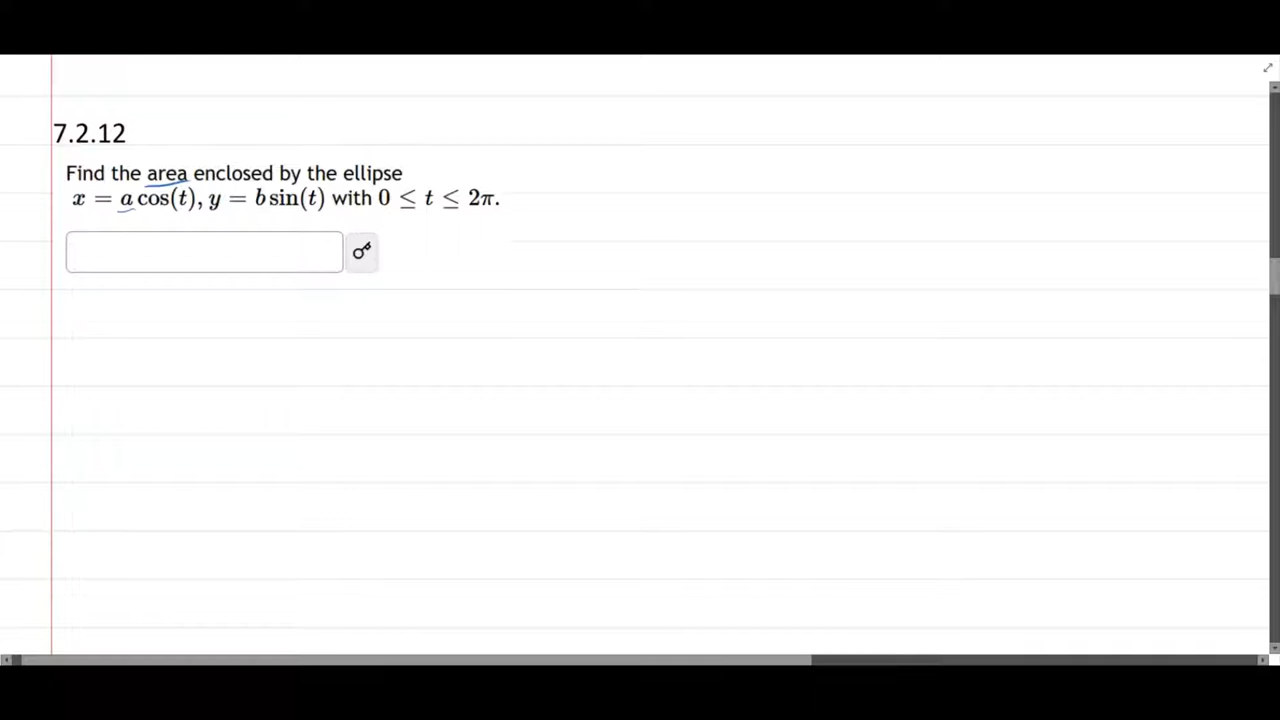 7.2.12
Find the area enclosed by the ellipse
x = a cos(t), y = b sin(t) with 0 ≤ t ≤ 2π.